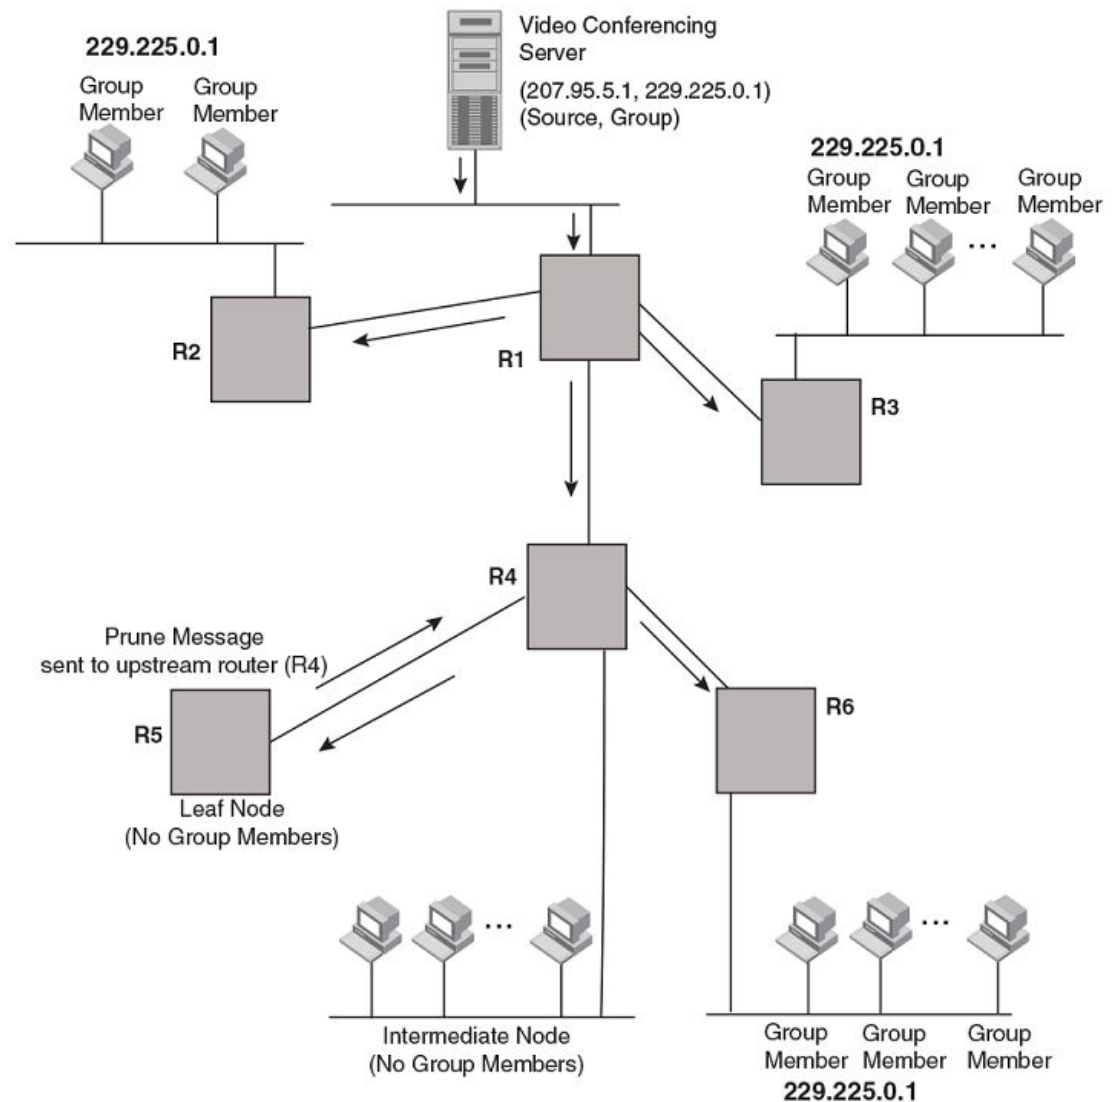 229.225.0.1
Group
Member
Group
Member
Video Conferencing
Server
(207.95.5.1, 229.225.0.1)
(Source, Group)
229.225.0.1
Group
Member
Group
Member
...
Group
Member
R2
R1
R3
R4
Prune Message
sent to upstream router (R4)
R5
Leaf Node
(No Group Members)
R6
...
Intermediate Node
(No Group Members)
...
Group
Member
Group
Member
Group
Member
229.225.0.1